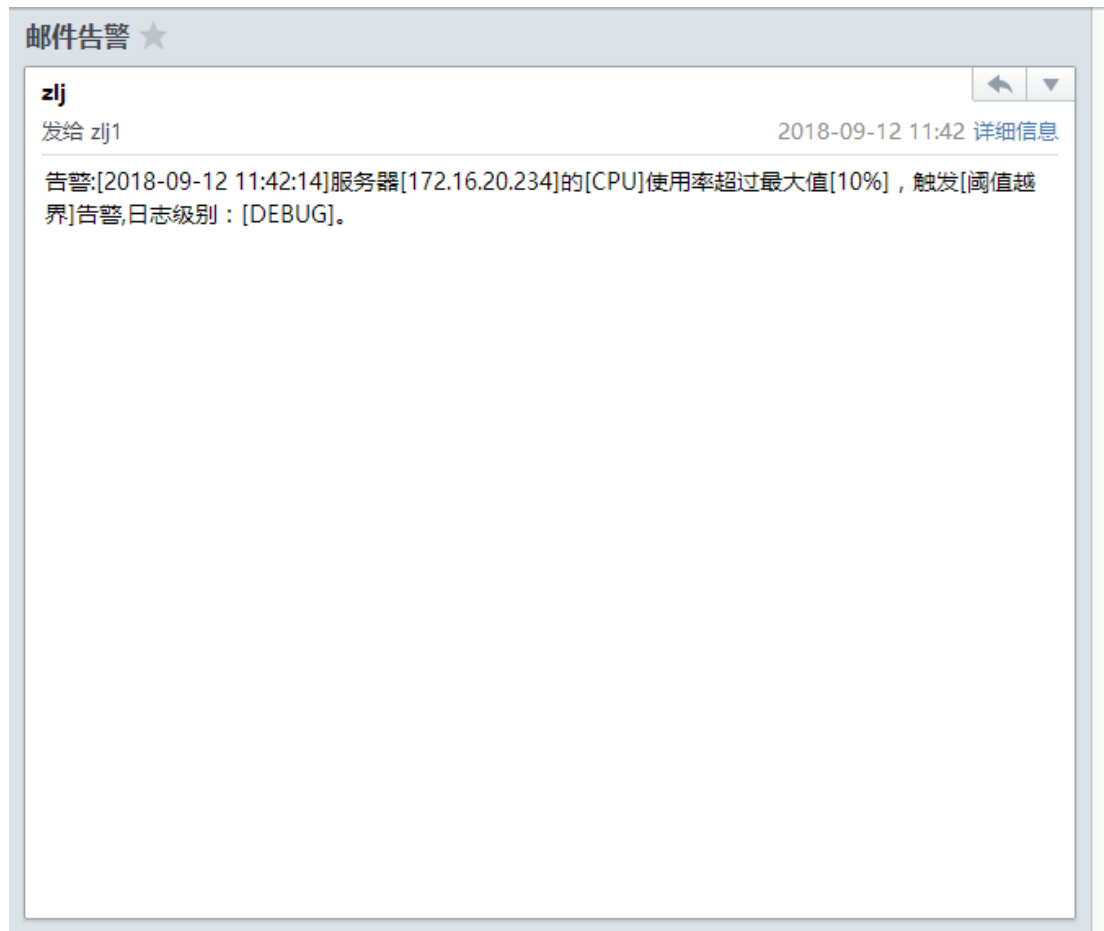 邮件告警
zlj
发给 zlj1
2018-09-12 11:42 详细信息
告警:[2018-09-12 11:42:14]服务器[172.16.20.234]的[CPU]使用率超过最大值[10%]，触发[阈值越
界]告警,日志级别：[DEBUG]。